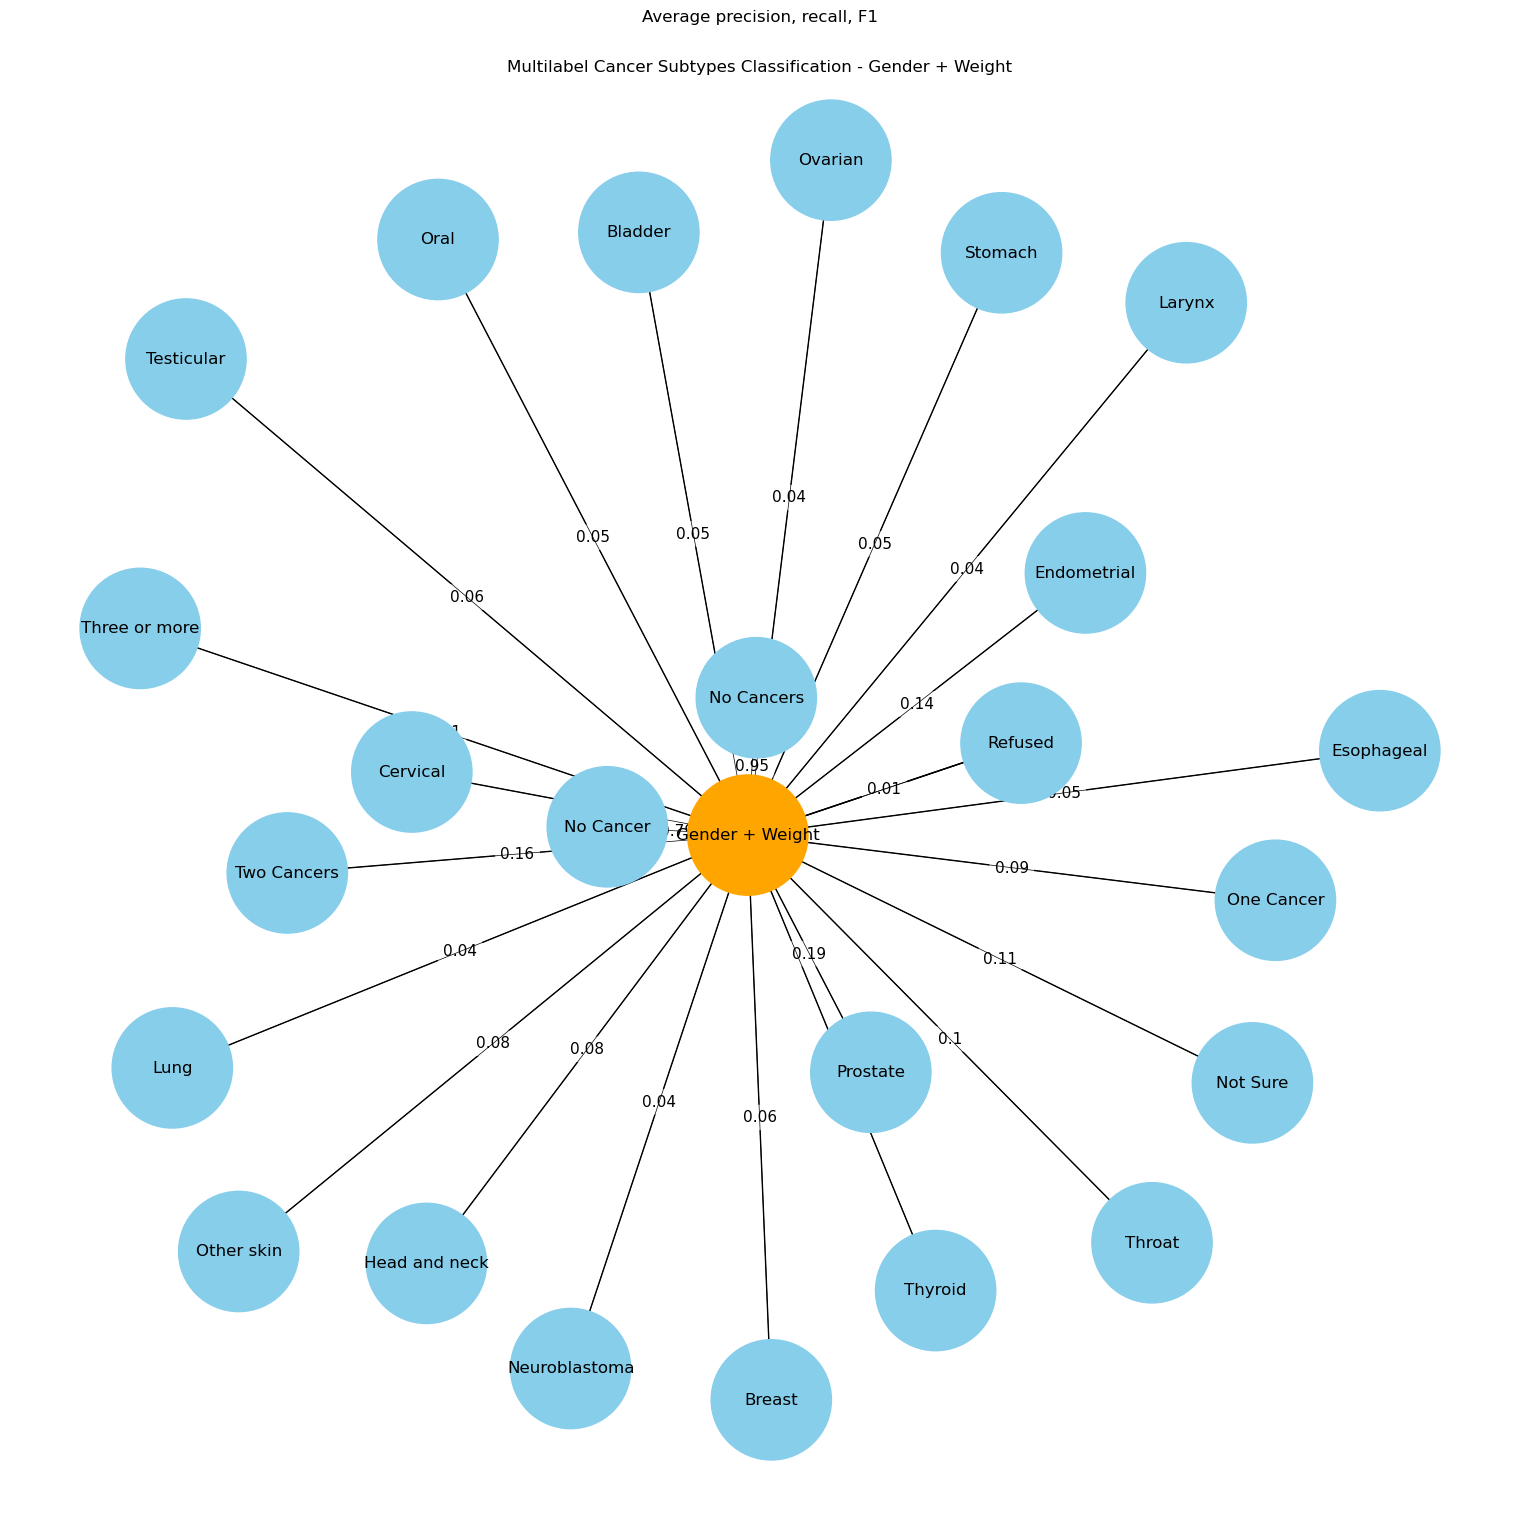 Average precision, recall, F1
Multilabel Cancer Subtypes Classification - Gender + Weight
Ovarian
Bladder
Oral
Stomach
Larynx
Testicular
0.04
0.05
0.05
0.05
0.04
Endometrial
0.06
Three or more
No Cancers
0.14
Refused
Esophageal
Cervical
0.95
0.01
No Cancer
Gender + Weight
0.16
Two Cancers
0.09
One Cancer
0.04
0.19
0.11
0.08
0.08
0.1
Lung
Prostate
Not Sure
0.04
0.06
Throat
Other skin
Head and neck
Thyroid
Neuroblastoma
Breast